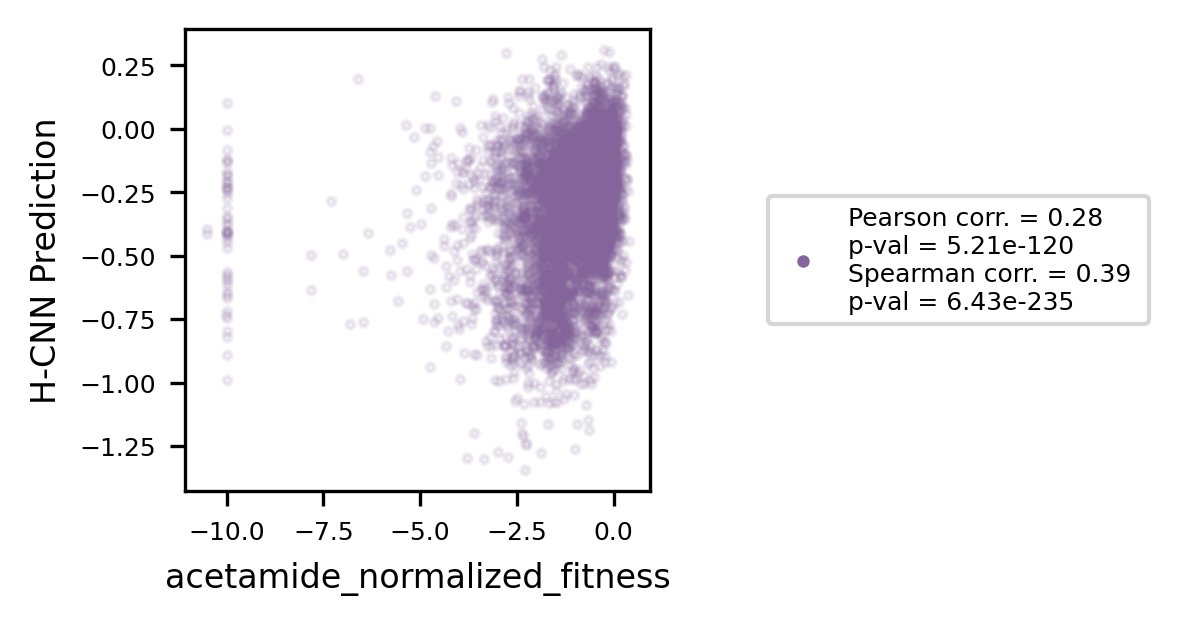 H-CNN Prediction
0.25
0.00
−0.25
−0.50
−0.75
−1.00
−1.25
−10.0 −7.5 −5.0 −2.5 0.0
acetamide_normalized_fitness
Pearson corr. = 0.28
p-val = 5.21e-120
Spearman corr. = 0.39
p-val = 6.43e-235